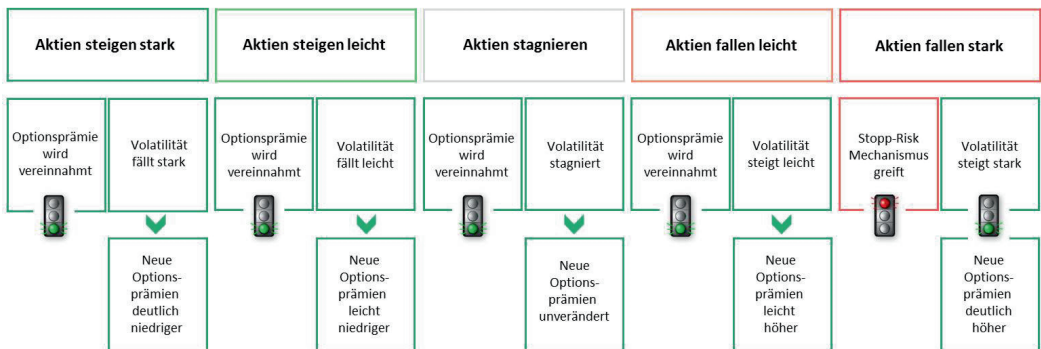 Aktien steigen stark
Aktien steigen leicht
Aktien stagnieren
Aktien fallen leicht
Aktien fallen stark
Optionsprämie
wird
vereinnahmt
Volatilität
fällt stark
Optionsprämie
wird
vereinnahmt
Volatilität
fällt leicht
Optionsprämie
wird
vereinnahmt
Volatilität
stagniert
Optionsprämie
wird
vereinnahmt
Volatilität
steigt leicht
Stopp-Risk
Mechanismus
greift
Volatilität
steigt stark
Neue
Options-
prämien
deutlich
niedriger
Neue
Options-
prämien
leicht
niedriger
Neue
Options-
prämien
unverändert
Neue
Options-
prämien
leicht
höher
Neue
Options-
prämien
deutlich
höher